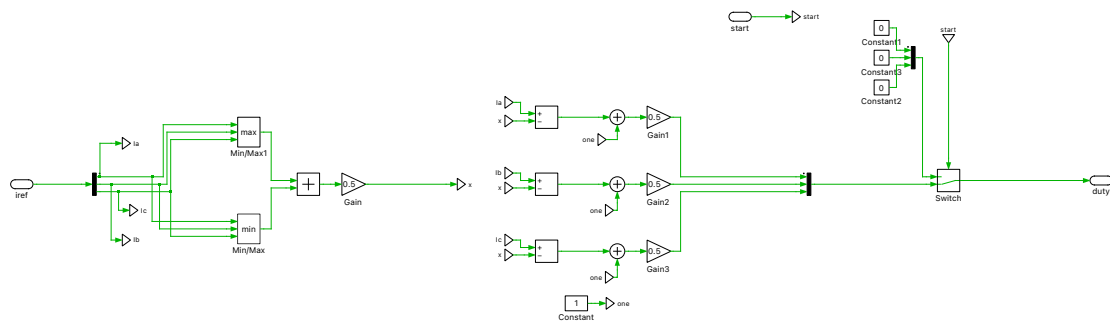 start
start
0
Constant1
start
0
Constant3
0
Constant2
Ia
x
+
−
0.5
Gain1
one
max
Min/Max1
Ia
iref
0.5
Gain
x
Ic
Ib
min
Min/Max
Ib
x
+
−
0.5
Gain2
one
Switch
duty
Ic
x
+
−
0.5
Gain3
one
1
Constant
one